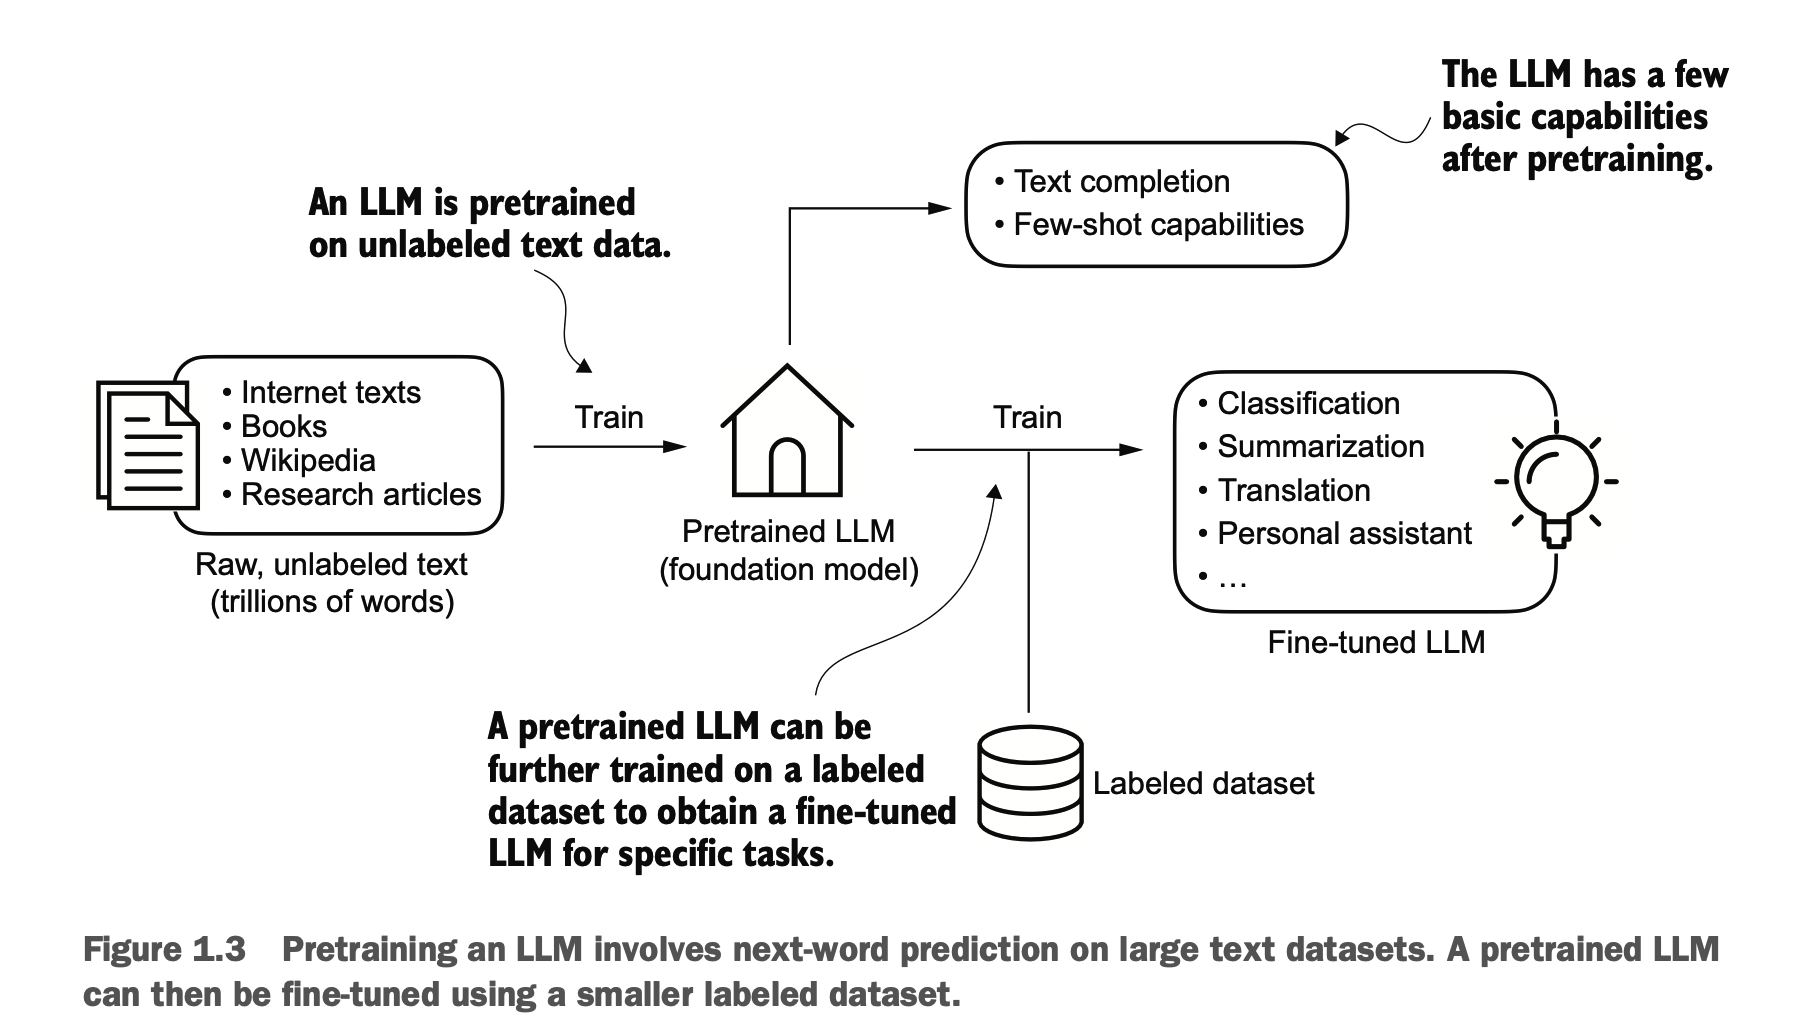 The LLM has a few
basic capabilities
after pretraining.
• Text completion
• Few-shot capabilities
An LLM is pretrained
on unlabeled text data.
• Internet texts
• Books
• Wikipedia
• Research articles
Raw, unlabeled text
(trillions of words)
Train
Pretrained LLM
(foundation model)
Train
• Classification
• Summarization
• Translation
• Personal assistant
• ...
Fine-tuned LLM
A pretrained LLM can be
further trained on a labeled
dataset to obtain a fine-tuned
LLM for specific tasks.
Labeled dataset
Figure 1.3 Pretraining an LLM involves next-word prediction on large text datasets. A pretrained LLM
can then be fine-tuned using a smaller labeled dataset.